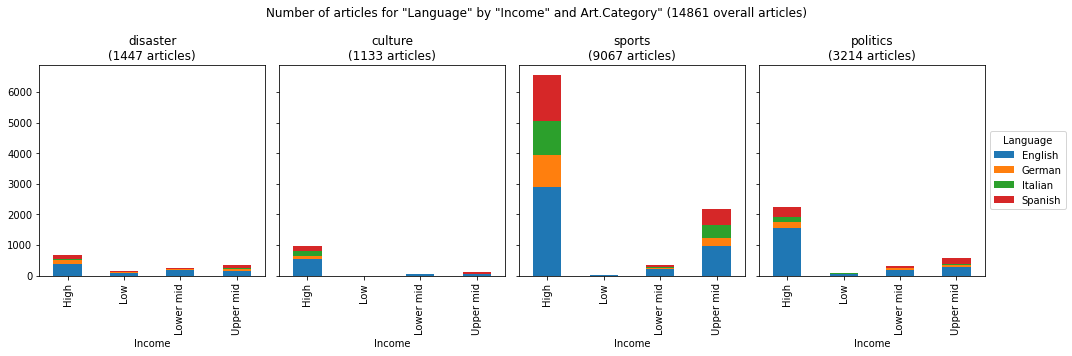 Number of articles for "Language" by "Income" and Art.Category" (14861 overall articles)
disaster
(1447 articles)
culture
(1133 articles)
sports
(9067 articles)
politics
(3214 articles)
6000
5000
4000
3000
2000
1000
0
High
Low
Lower mid
Upper mid
Income
High
Low
Lower mid
Upper mid
Income
High
Low
Lower mid
Upper mid
Income
High
Low
Lower mid
Upper mid
Income
Language
English
German
Italian
Spanish